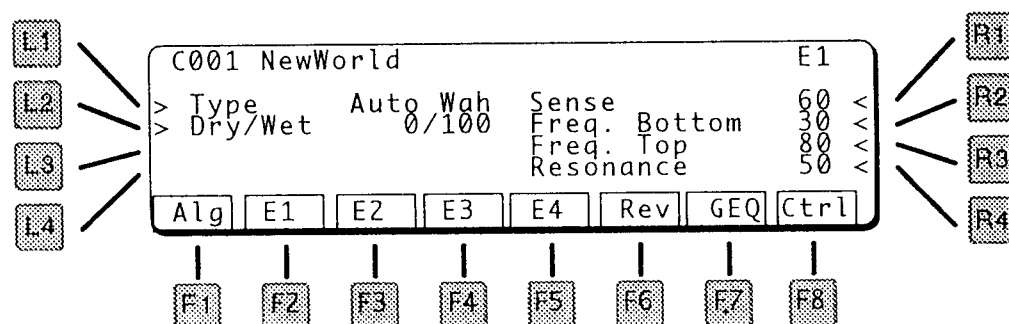 L1
L2
L3
L4
C001 NewWorld E1
> Type Auto Wah Sense 60 <
> Dry/Wet 0/100 Freq. Bottom 30 <
Freq. Top 80 <
Resonance 50 <
Alg E1 E2 E3 E4 Rev GEQ Ctrl
F1 F2 F3 F4 F5 F6 F7 F8
R1
R2
R3
R4